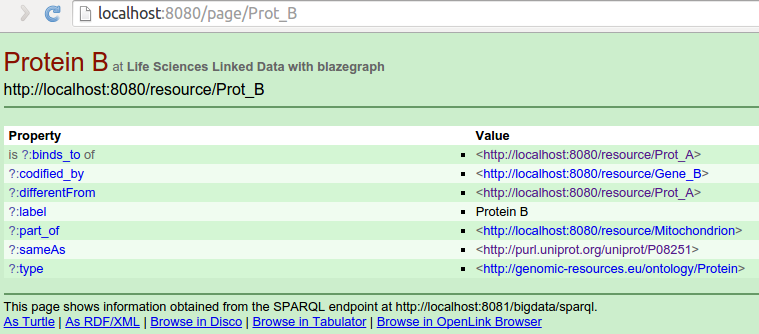 localhost:8080/page/Prot_B
Protein B at Life Sciences Linked Data with blazegraph
http://localhost:8080/resource/Prot_B
Property Value
is ?:binds_to of ▪ <http://localhost:8080/resource/Prot_A>
?:codified_by ▪ <http://localhost:8080/resource/Gene_B>
?:differentFrom ▪ <http://localhost:8080/resource/Prot_A>
?:label ▪ Protein B
?:part_of ▪ <http://localhost:8080/resource/Mitochondrion>
?:sameAs ▪ <http://purl.uniprot.org/uniprot/P08251>
?:type ▪ <http://genomic-resources.eu/ontology/Protein>
This page shows information obtained from the SPARQL endpoint at http://localhost:8081/bigdata/sparql.
As Turtle | As RDF/XML | Browse in Disco | Browse in Tabulator | Browse in OpenLink Browser